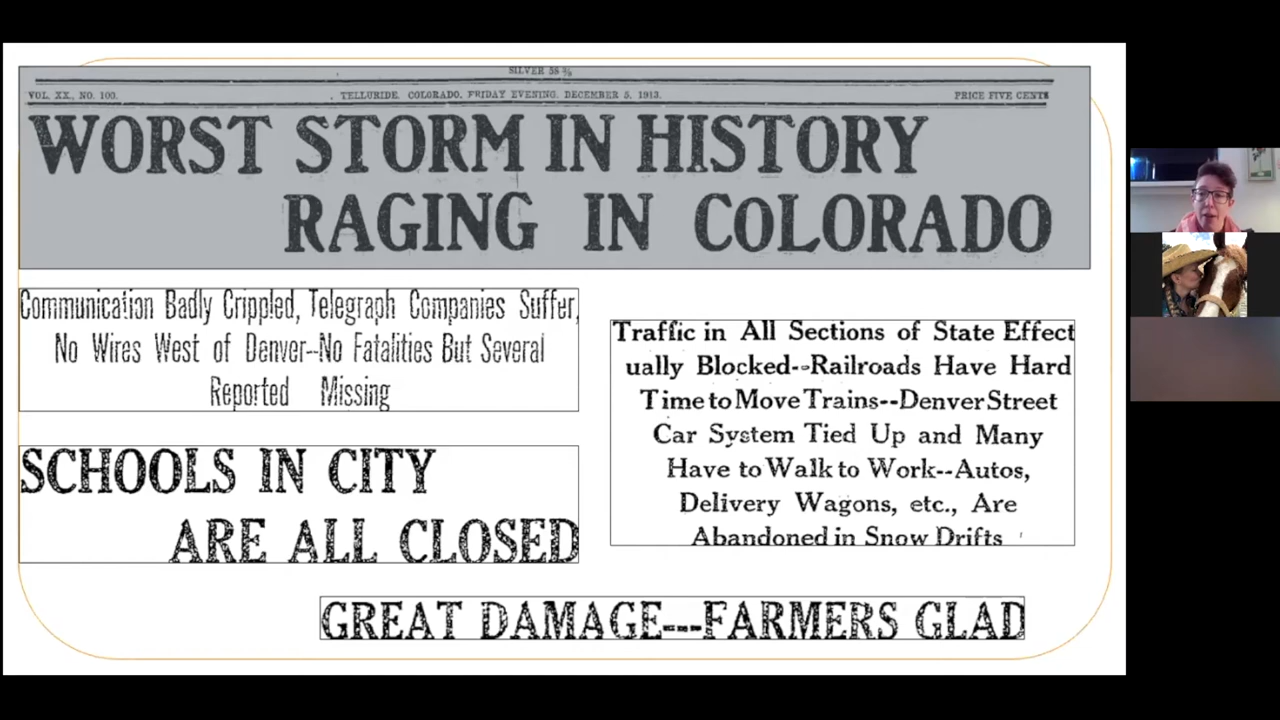 SILVER 58 ⅜
VOL. XX., NO. 100. TELLURIDE, COLORADO, FRIDAY EVENING, DECEMBER 5, 1913. PRICE FIVE CENTS
WORST STORM IN HISTORY
RAGING IN COLORADO
Communication Badly Crippled, Telegraph Companies Suffer,
No Wires West of Denver--No Fatalities But Several
Reported Missing
Traffic in All Sections of State Effect
ually Blocked--Railroads Have Hard
Time to Move Trains--Denver Street
Car System Tied Up and Many
Have to Walk to Work--Autos,
Delivery Wagons, etc., Are
Abandoned in Snow Drifts
SCHOOLS IN CITY
ARE ALL CLOSED
GREAT DAMAGE---FARMERS GLAD